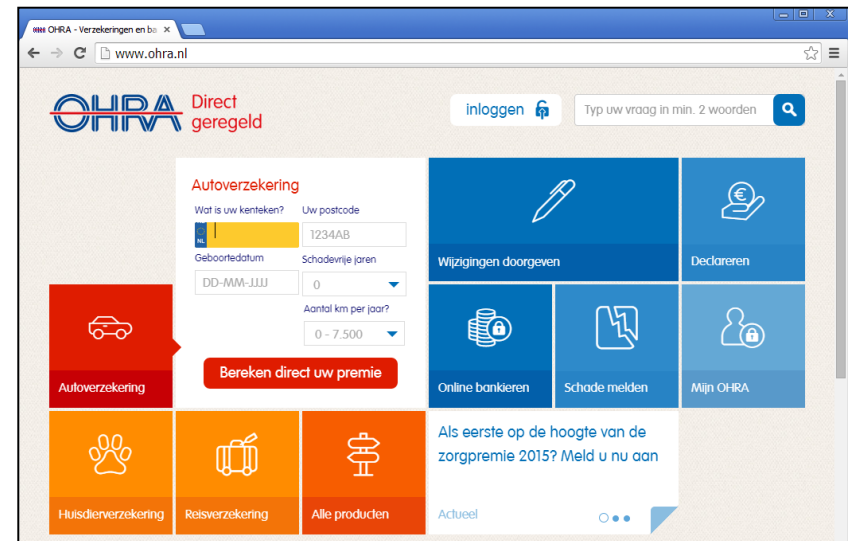 OHRA - Verzekeringen en ba
www.ohra.nl
OHRA Direct
geregeld
inloggen
Typ uw vraag in min. 2 woorden
Autoverzekering
Wat is uw kenteken? Uw postcode
NL
1234AB
Geboortedatum Schadevrije jaren
DD-MM-JJJJ 0
Aantal km per jaar?
0 - 7.500
Bereken direct uw premie
Wijzigingen doorgeven
Declareren
Autoverzekering
Online bankieren
Schade melden
Mijn OHRA
Huisdierverzekering
Reisverzekering
Alle producten
Als eerste op de hoogte van de
zorgpremie 2015? Meld u nu aan
Actueel